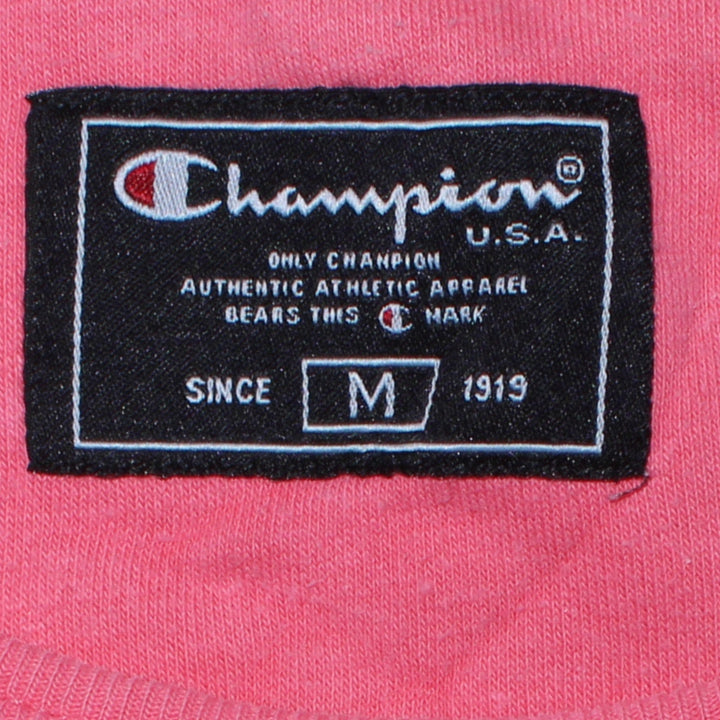 Champion®
U.S.A.
ONLY CHAMPION
AUTHENTIC ATHLETIC APPAREL
BEARS THIS C MARK
SINCE M 1919